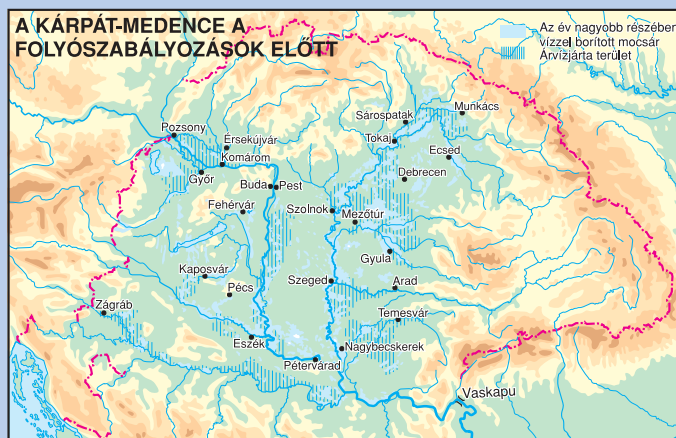 A KÁRPÁT-MEDENCE A
FOLYÓSZABÁLYOZÁSOK ELŐTT
Az év nagyobb részében
vízzel borított mocsár
Árvízjárta terület
Munkács
Sárospatak
Pozsony
Tokaj
Érsekújvár
Ecsed
Komárom
Győr
Debrecen
Buda
Pest
Fehérvár
Szolnok
Mezőtúr
Gyula
Kaposvár
Szeged
Arad
Pécs
Zágráb
Temesvár
Eszék
Nagybecskerek
Pétervárad
Vaskapu